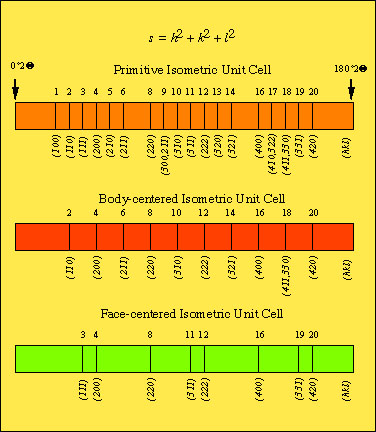 s = h² + k² + l²
0°2Θ 180°2Θ
Primitive Isometric Unit Cell
1 2 3 4 5 6 8 9 10 11 12 13 14 16 17 18 19 20
(100) (110) (111) (200) (210) (211) (220) (300,211) (310) (311) (222) (320) (321) (400) (410,322) (411,330) (331) (420) (hkl)
Body-centered Isometric Unit Cell
2 4 6 8 10 12 14 16 18 20
(110) (200) (211) (220) (310) (222) (321) (400) (411,330) (420) (hkl)
Face-centered Isometric Unit Cell
3 4 8 11 12 16 19 20
(111) (200) (220) (311) (222) (400) (331) (420) (hkl)